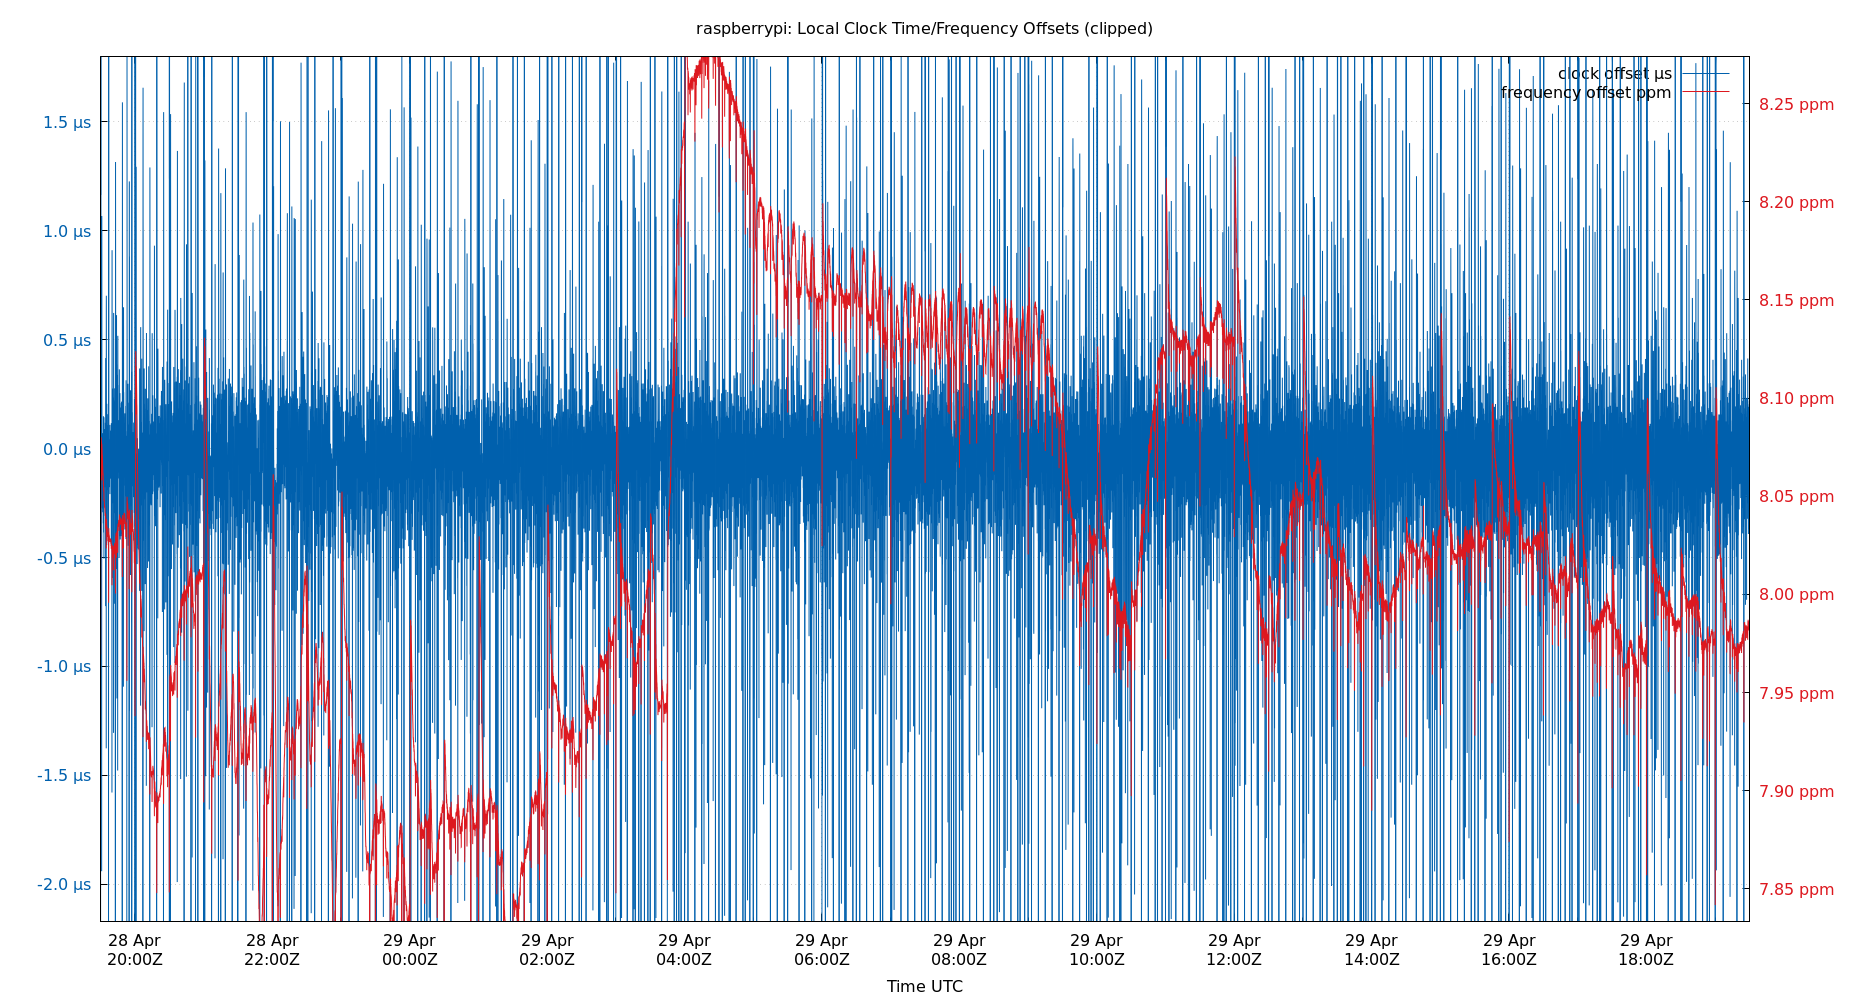 raspberrypi: Local Clock Time/Frequency Offsets (clipped)
clock offset µs
frequency offset ppm
1.5 µs
1.0 µs
0.5 µs
0.0 µs
-0.5 µs
-1.0 µs
-1.5 µs
-2.0 µs
8.25 ppm
8.20 ppm
8.15 ppm
8.10 ppm
8.05 ppm
8.00 ppm
7.95 ppm
7.90 ppm
7.85 ppm
28 Apr 28 Apr 29 Apr 29 Apr 29 Apr 29 Apr 29 Apr 29 Apr 29 Apr 29 Apr 29 Apr 29 Apr
20:00Z 22:00Z 00:00Z 02:00Z 04:00Z 06:00Z 08:00Z 10:00Z 12:00Z 14:00Z 16:00Z 18:00Z
Time UTC